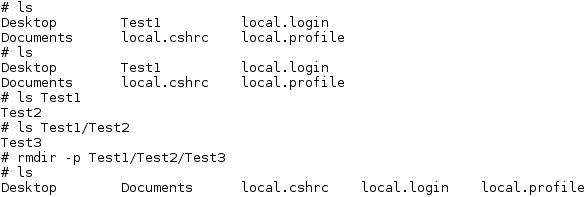 # ls
Desktop        Test1          local.login
Documents      local.cshrc    local.profile
# ls
Desktop        Test1          local.login
Documents      local.cshrc    local.profile
# ls Test1
Test2
# ls Test1/Test2
Test3
# rmdir -p Test1/Test2/Test3
# ls
Desktop        Documents      local.cshrc    local.login    local.profile